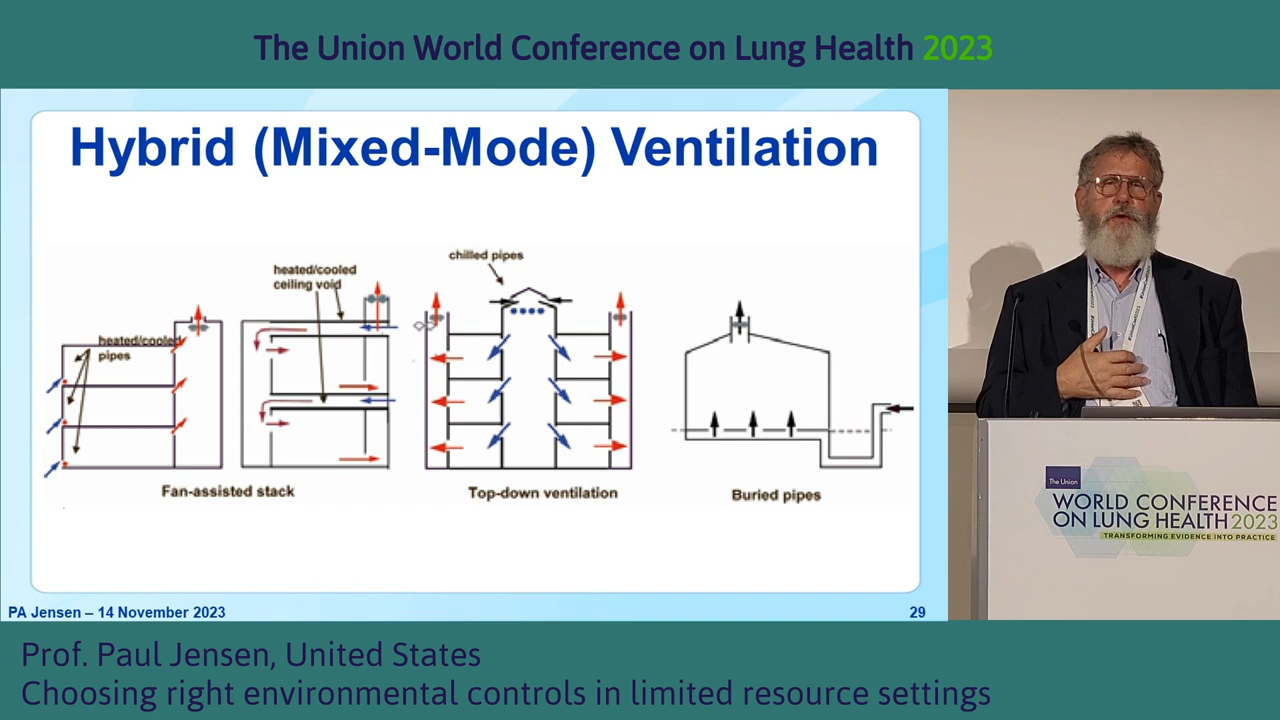 The Union World Conference on Lung Health 2023
Hybrid (Mixed-Mode) Ventilation
heated/cooled
pipes
heated/cooled
ceiling void
chilled pipes
Fan-assisted stack
Top-down ventilation
Buried pipes
PA Jensen – 14 November 2023
29
The Union
WORLD CONFERENCE
ON LUNG HEALTH 2023
TRANSFORMING EVIDENCE INTO PRACTICE
Prof. Paul Jensen, United States
Choosing right environmental controls in limited resource settings